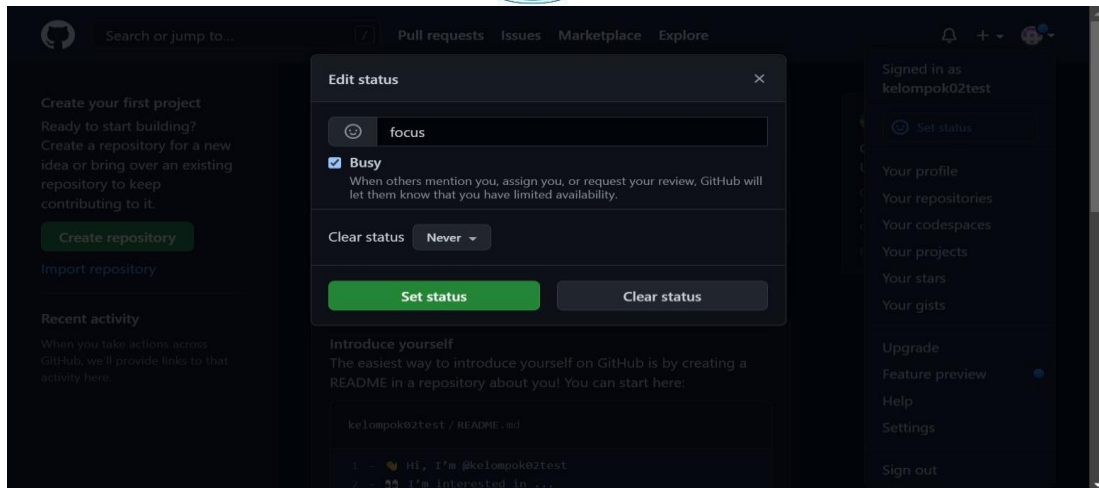 Search or jump to...
/
Pull requests Issues Marketplace Explore
Edit status
focus
Busy
When others mention you, assign you, or request your review, GitHub will
let them know that you have limited availability.
Clear status Never
Set status Clear status
Create your first project
Ready to start building?
Create a repository for a new
idea or bring over an existing
repository to keep
contributing to it.
Create repository
Import repository
Recent activity
When you take actions across
GitHub, we'll provide links to that
activity here.
Introduce yourself
The easiest way to introduce yourself on GitHub is by creating a
README in a repository about you! You can start here:
kelompok02test / README.md
1 - 👋 Hi, I'm @kelompok02test
2 - 👀 I'm interested in ...
Signed in as
kelompok02test
Set status
Your profile
Your repositories
Your codespaces
Your projects
Your stars
Your gists
Upgrade
Feature preview
Help
Settings
Sign out